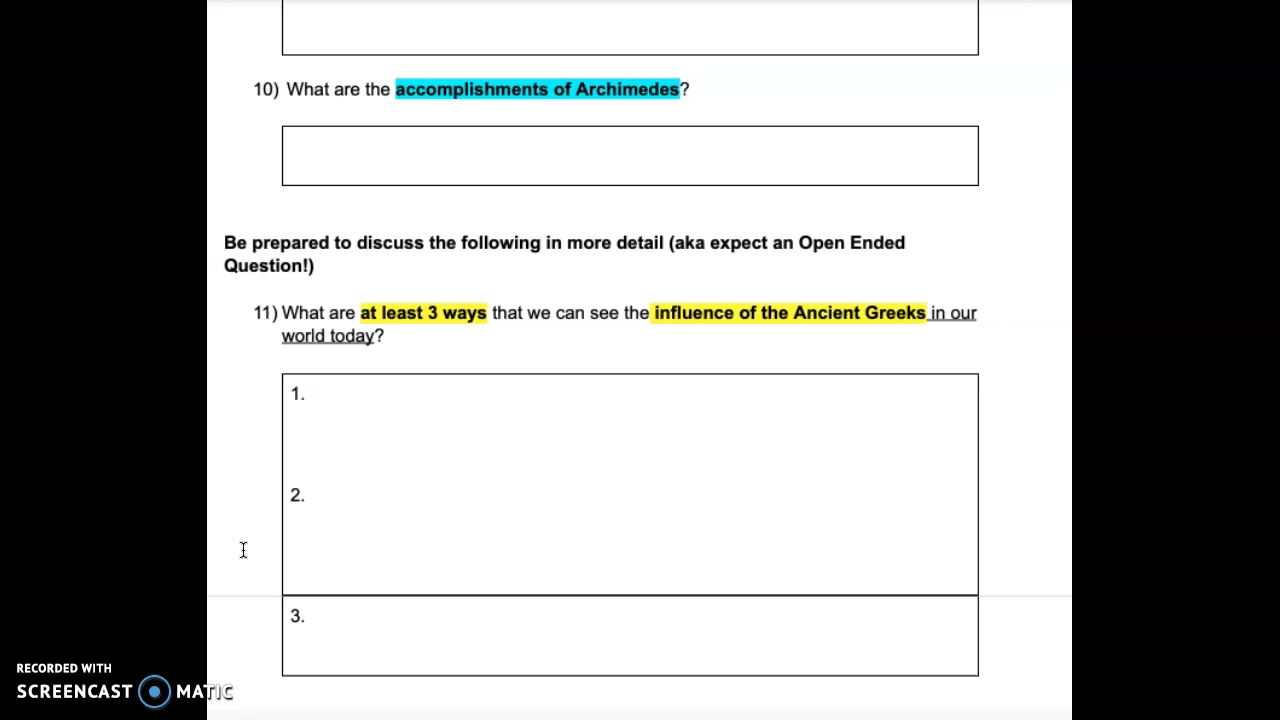 10) What are the accomplishments of Archimedes?
Be prepared to discuss the following in more detail (aka expect an Open Ended
Question!)
11) What are at least 3 ways that we can see the influence of the Ancient Greeks in our
world today?
1.
2.
3.
RECORDED WITH
SCREENCAST MATIC